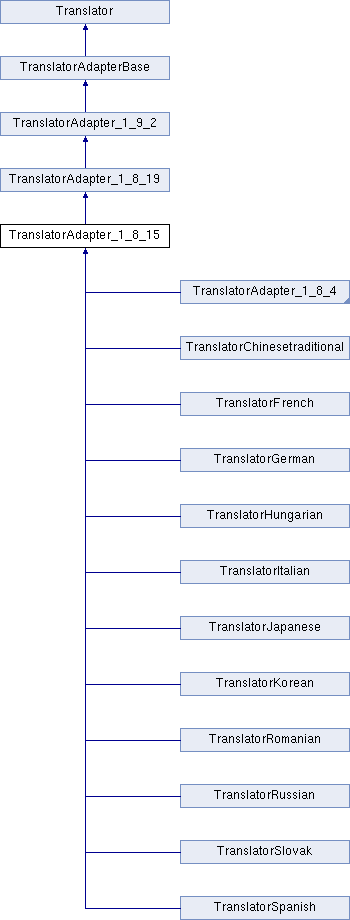 Translator
TranslatorAdapterBase
TranslatorAdapter_1_9_2
TranslatorAdapter_1_8_19
TranslatorAdapter_1_8_15
TranslatorAdapter_1_8_4
TranslatorChinesetraditional
TranslatorFrench
TranslatorGerman
TranslatorHungarian
TranslatorItalian
TranslatorJapanese
TranslatorKorean
TranslatorRomanian
TranslatorRussian
TranslatorSlovak
TranslatorSpanish